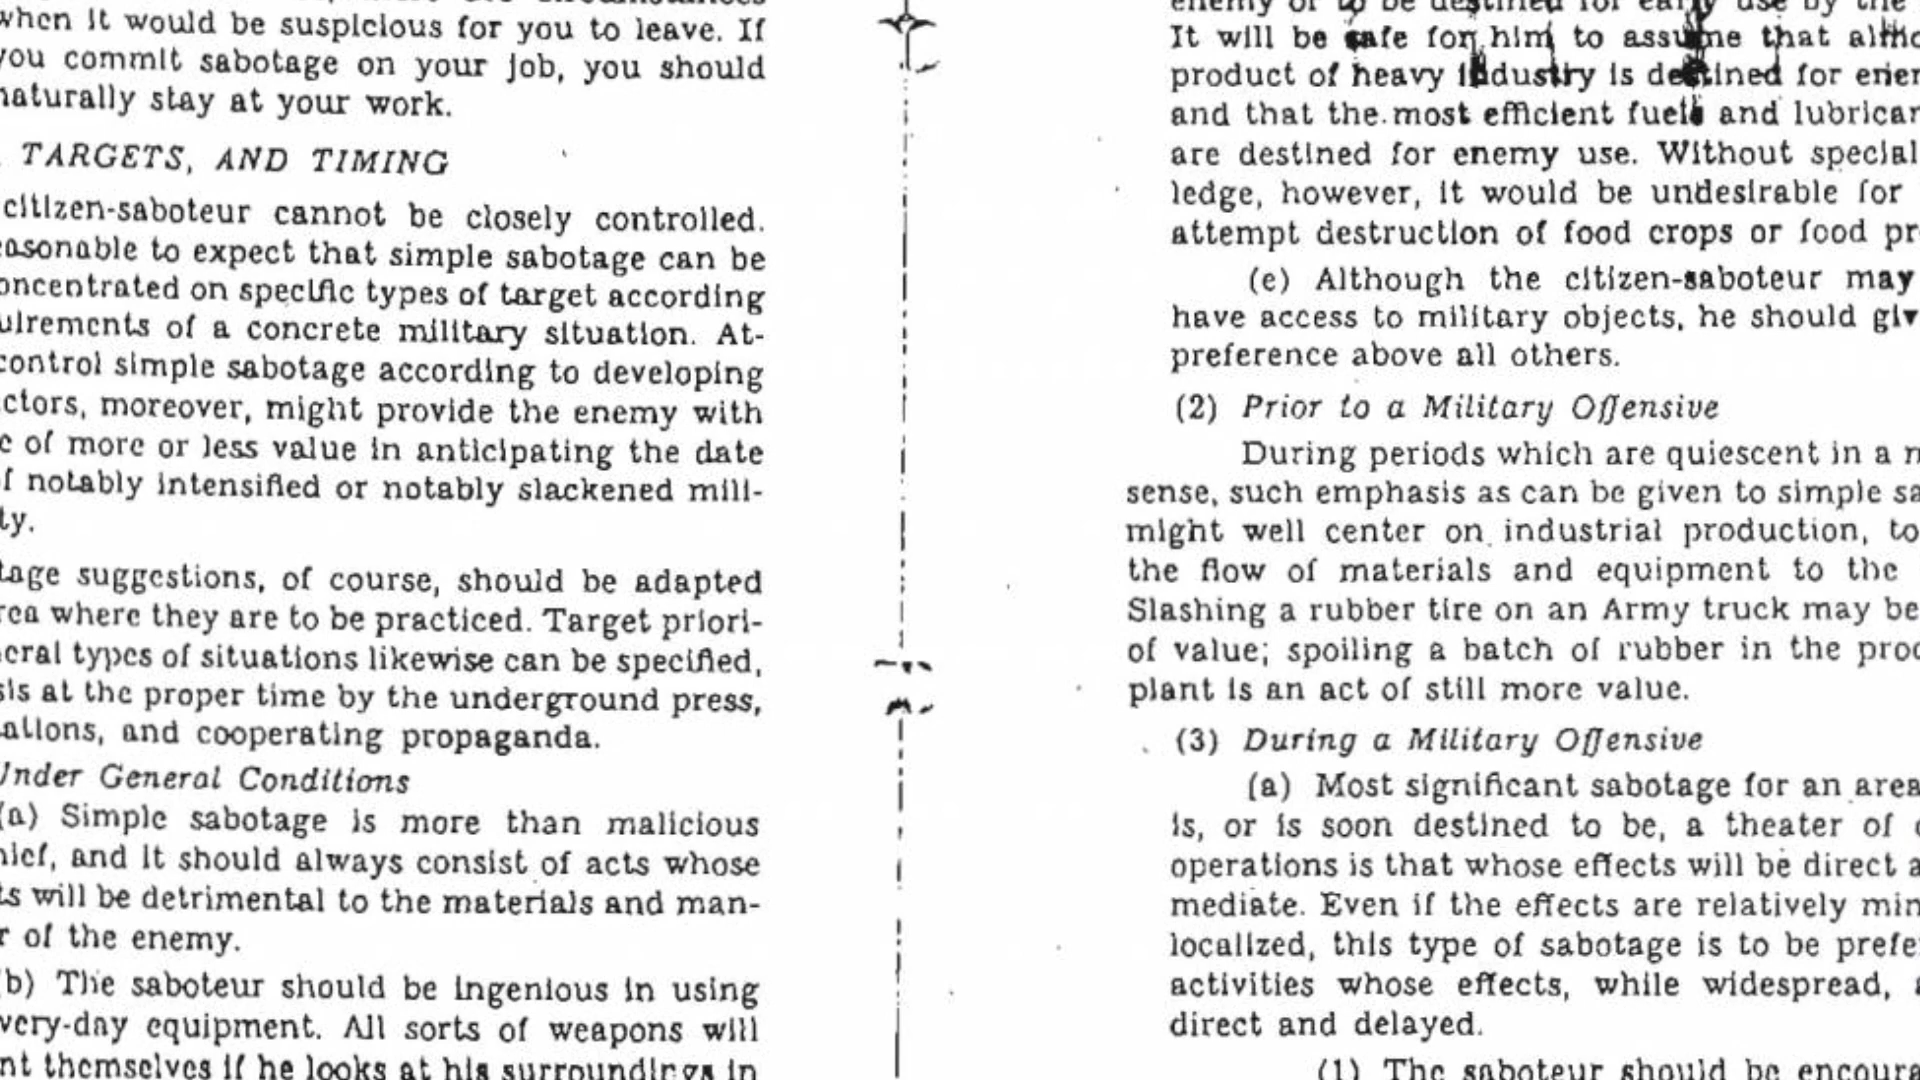 when it would be suspicious for you to leave. If
you commit sabotage on your job, you should
naturally stay at your work.
TARGETS, AND TIMING
citizen-saboteur cannot be closely controlled.
easonable to expect that simple sabotage can be
oncentrated on specific types of target according
uirements of a concrete military situation. At-
control simple sabotage according to developing
ctors, moreover, might provide the enemy with
e of more or less value in anticipating the date
f notably intensified or notably slackened mili-
ty.
tage suggestions, of course, should be adapted
rea where they are to be practiced. Target priori-
eral types of situations likewise can be specified,
sis at the proper time by the underground press,
ations, and cooperating propaganda.
Under General Conditions
(a) Simple sabotage is more than malicious
hief, and it should always consist of acts whose
ts will be detrimental to the materials and man-
r of the enemy.
b) The saboteur should be ingenious in using
very-day equipment. All sorts of weapons will
nt themselves if he looks at his surroundings in
enemy or to be destined for early use by the
It will be safe for him to assume that almo
product of heavy industry is destined for enem
and that the most efficient fuels and lubrican
are destined for enemy use. Without special
ledge, however, it would be undesirable for
attempt destruction of food crops or food pr
(e) Although the citizen-saboteur may
have access to military objects, he should giv
preference above all others.
(2) Prior to a Military Offensive
During periods which are quiescent in a m
sense, such emphasis as can be given to simple sa
might well center on industrial production, to
the flow of materials and equipment to the
Slashing a rubber tire on an Army truck may be
of value; spoiling a batch of rubber in the proc
plant is an act of still more value.
(3) During a Military Offensive
(a) Most significant sabotage for an area
is, or is soon destined to be, a theater of c
operations is that whose effects will be direct a
mediate. Even if the effects are relatively min
localized, this type of sabotage is to be prefe
activities whose effects, while widespread, a
direct and delayed.
(1) The saboteur should be encoura